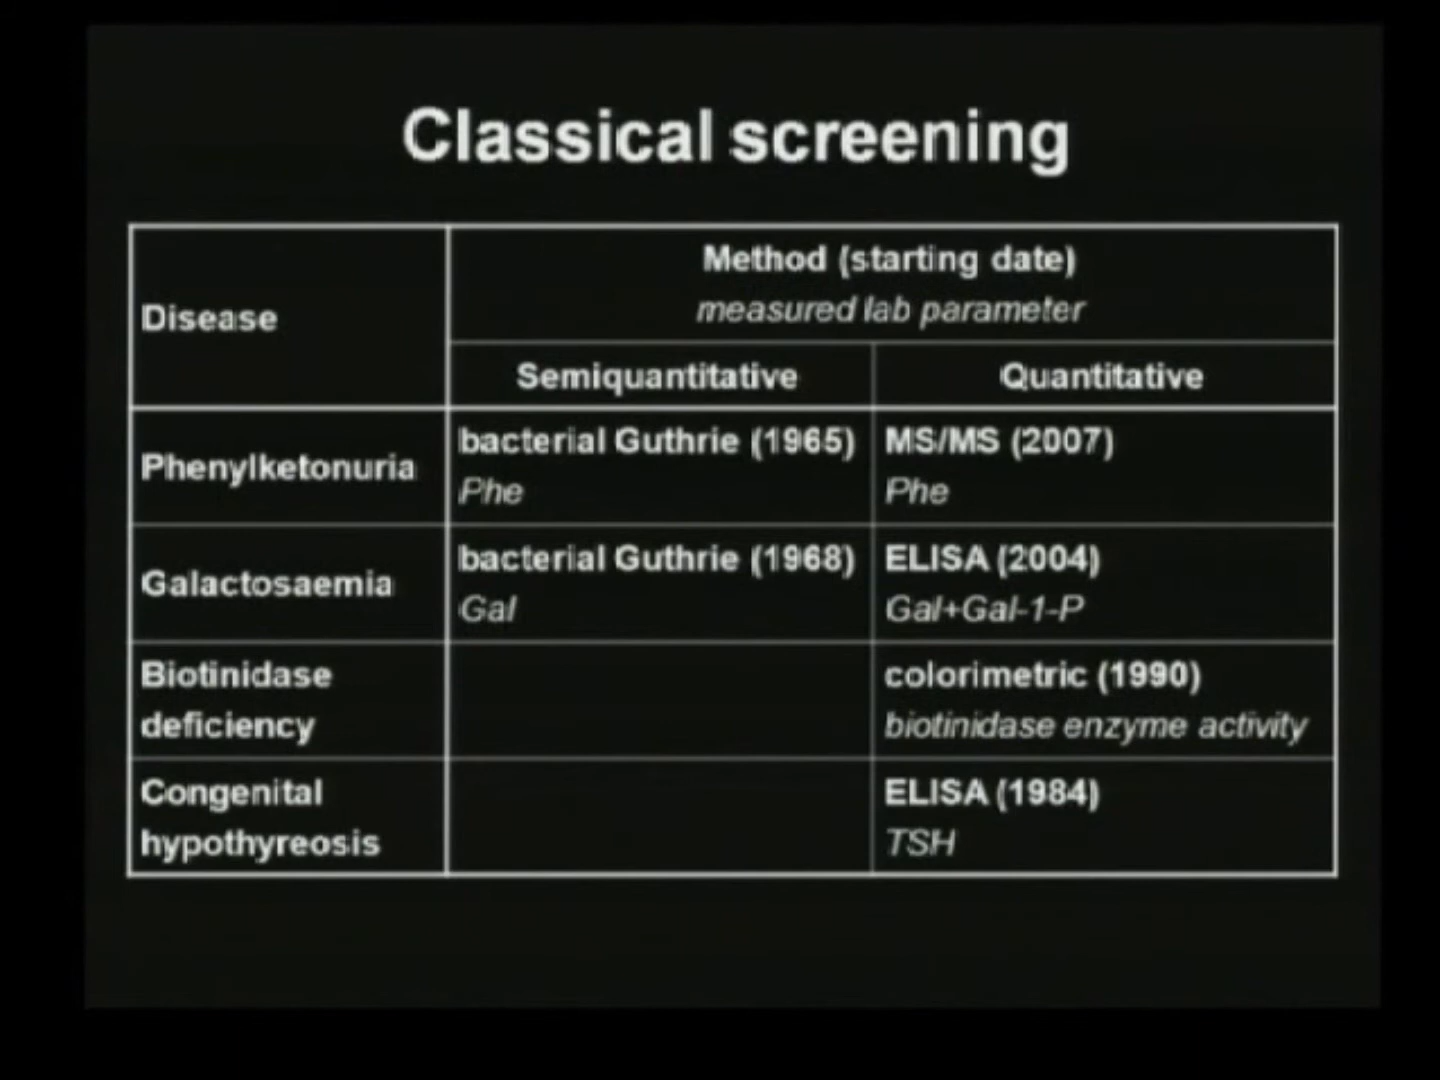 Classical screening
Disease
Method (starting date)
measured lab parameter
Semiquantitative
Quantitative
Phenylketonuria
bacterial Guthrie (1965)
Phe
MS/MS (2007)
Phe
Galactosaemia
bacterial Guthrie (1968)
Gal
ELISA (2004)
Gal+Gal-1-P
Biotinidase
deficiency
colorimetric (1990)
biotinidase enzyme activity
Congenital
hypothyreosis
ELISA (1984)
TSH